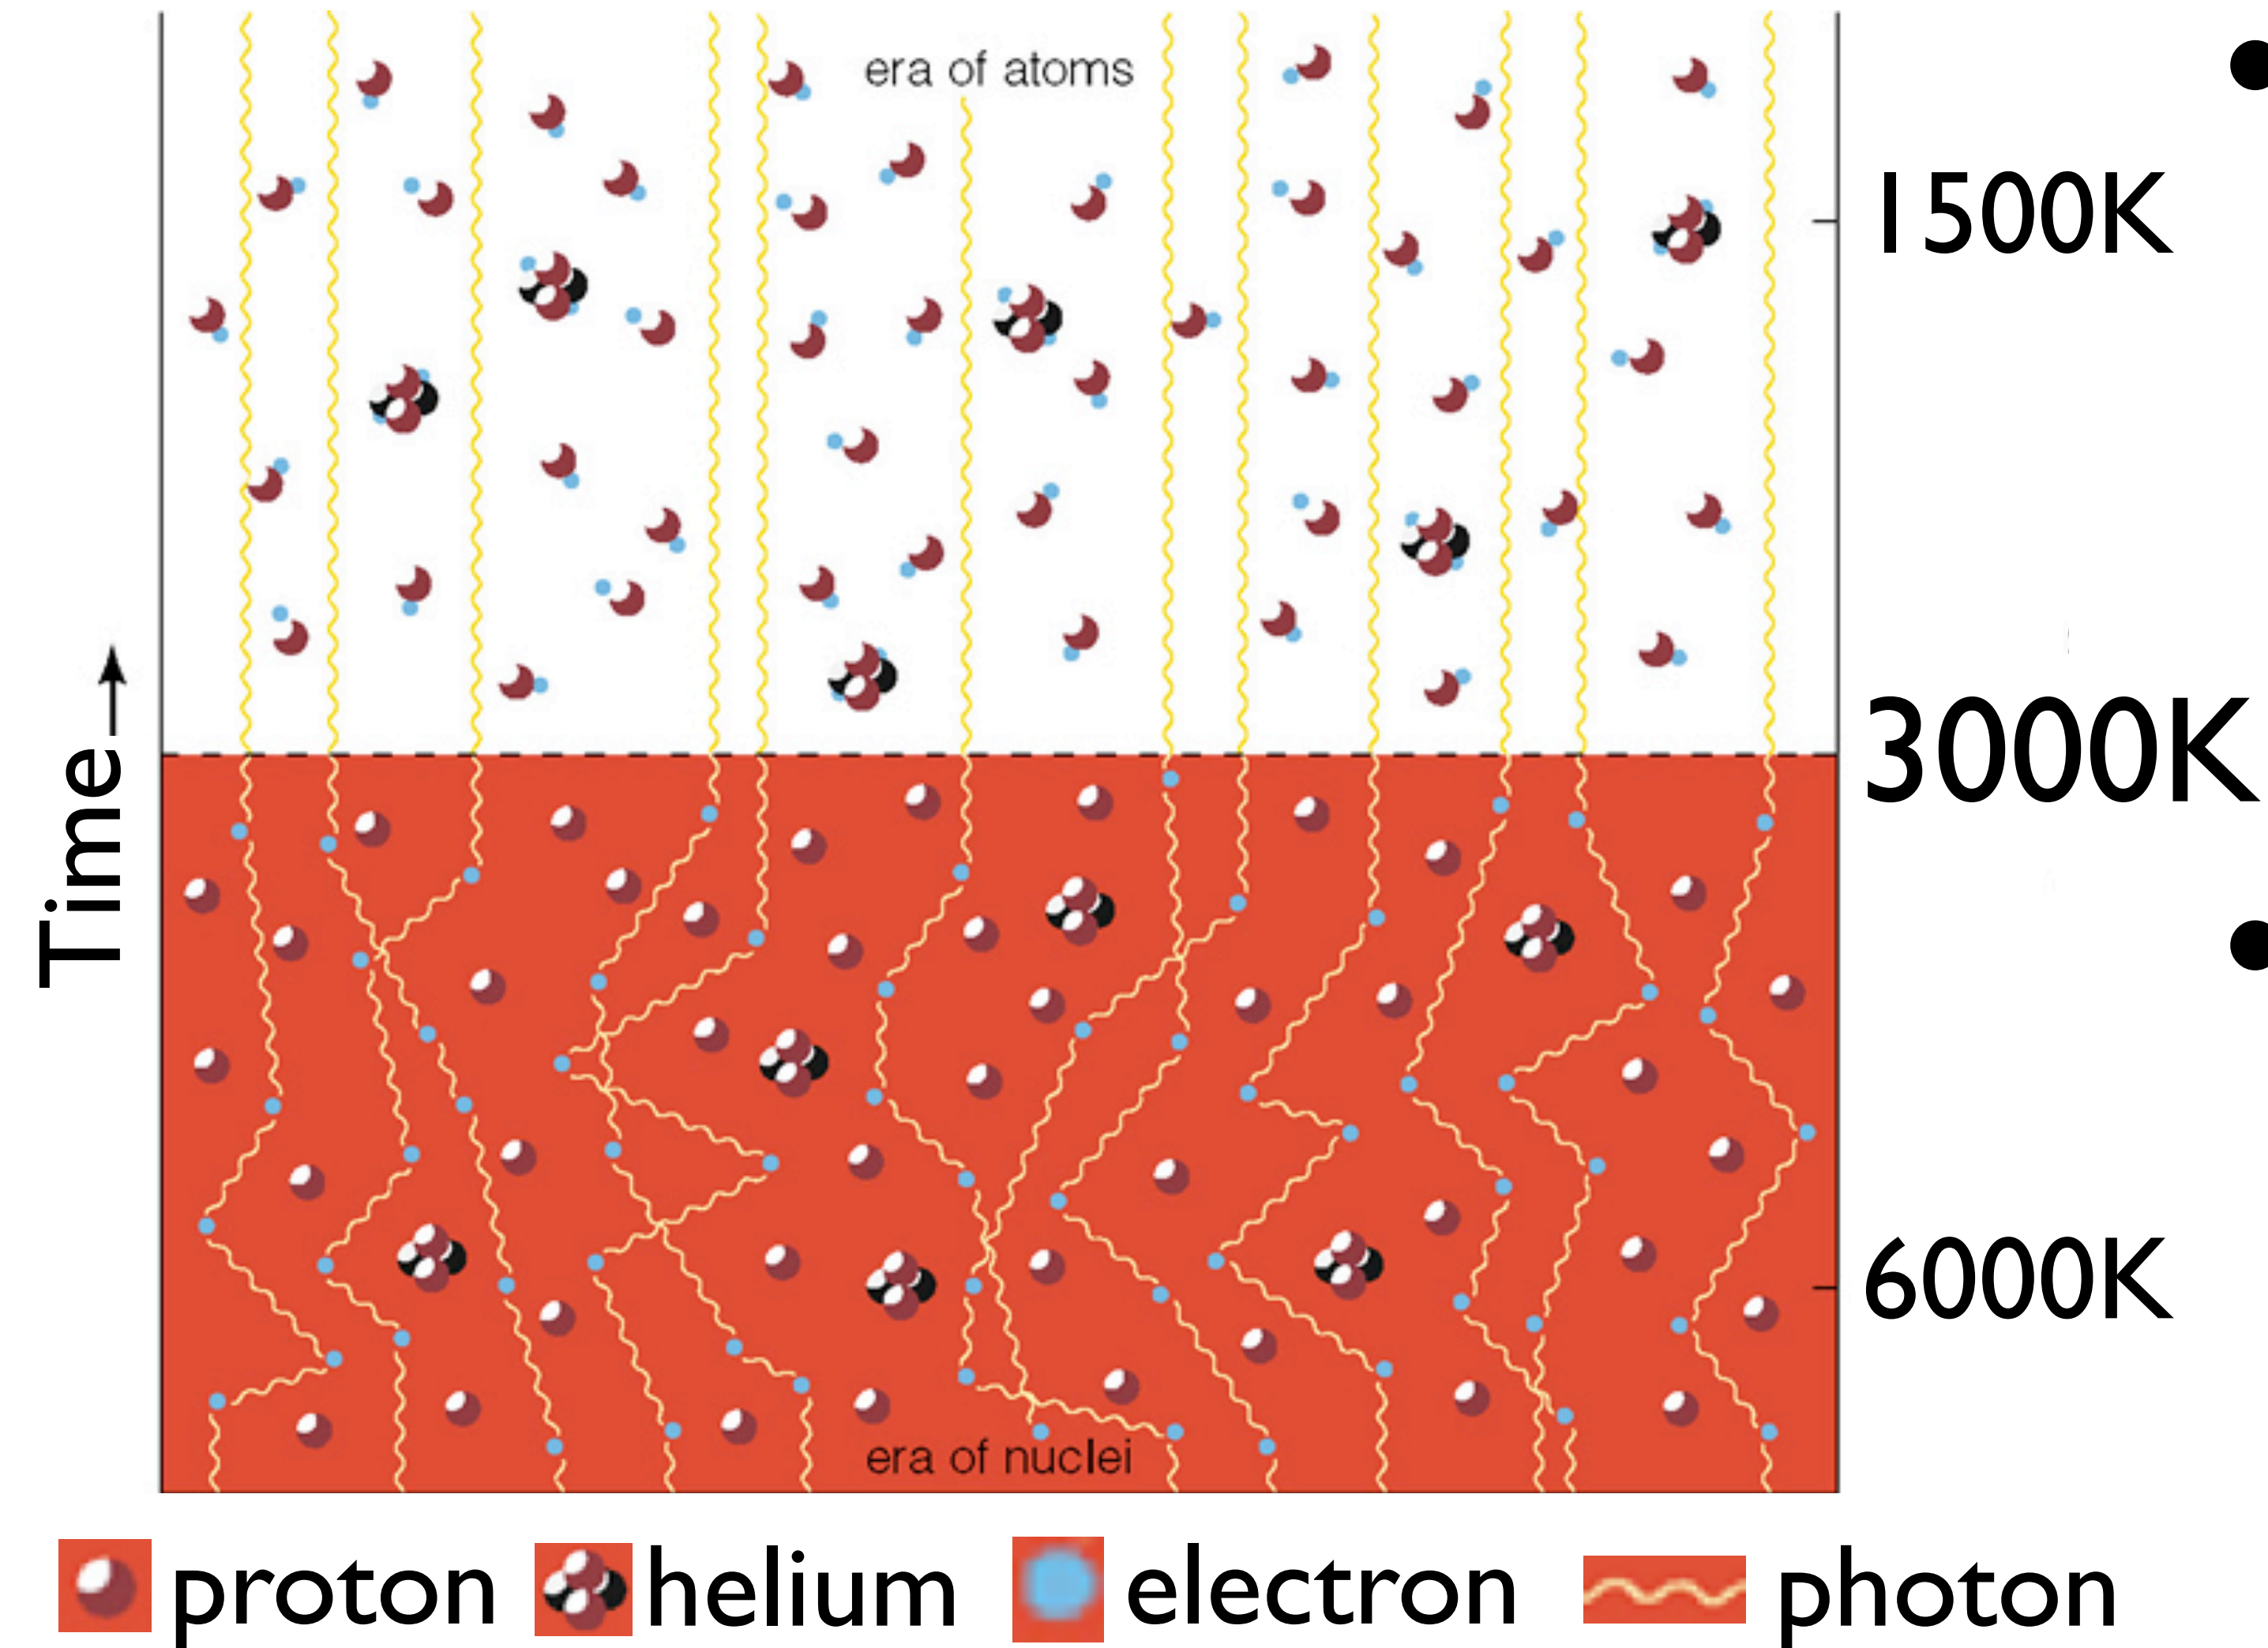 era of atoms
1500K
3000K
Time
6000K
era of nuclei
proton helium electron photon